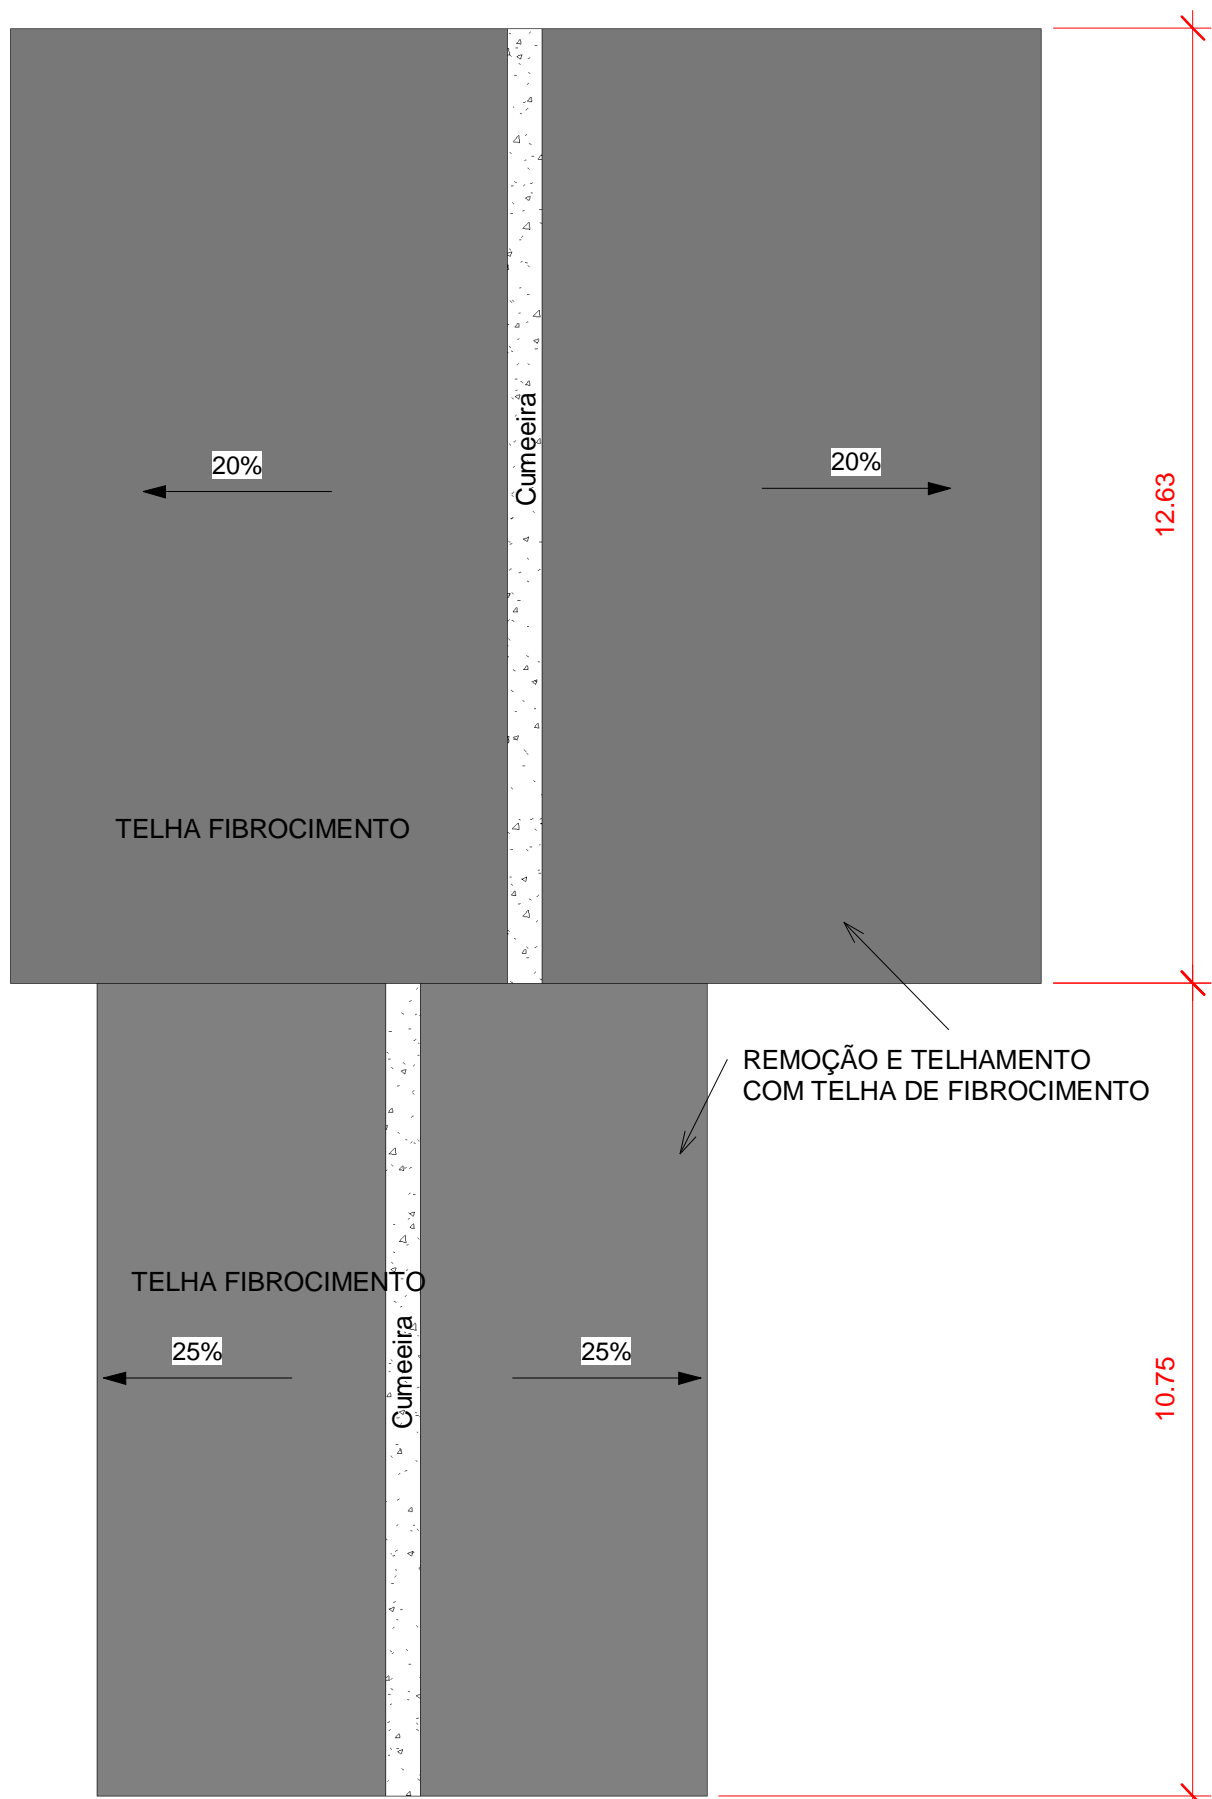 20%
Cumeeira
20%
12.63
TELHA FIBROCIMENTO
REMOÇÃO E TELHAMENTO
COM TELHA DE FIBROCIMENTO
TELHA FIBROCIMENTO
25%
Cumeeira
25%
10.75